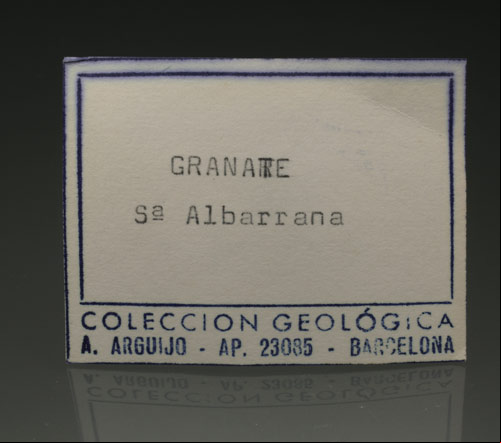 GRANATE
Sª Albarrana
COLECCION GEOLÓGiCA
A. ARGUIJO - AP. 23085 - BARCELONA